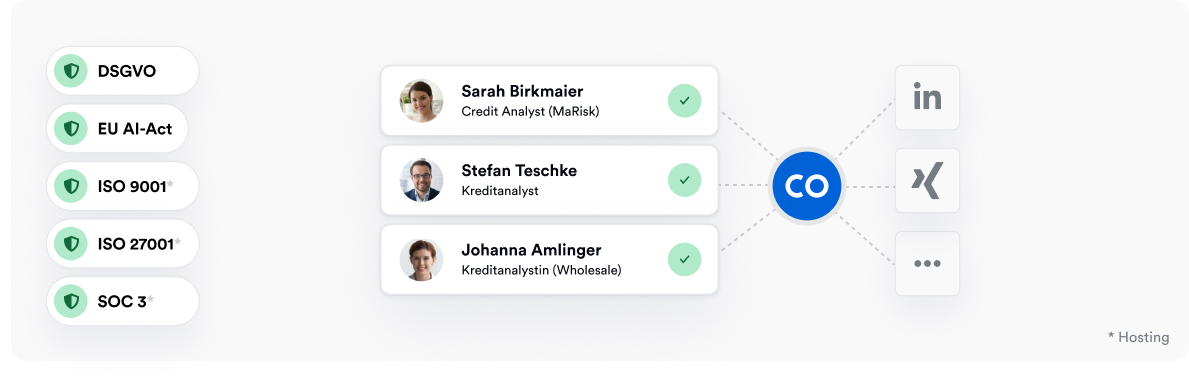 DSGVO
EU AI-Act
ISO 9001*
ISO 27001*
SOC 3*
Sarah Birkmaier
Credit Analyst (MaRisk)
Stefan Teschke
Kreditanalyst
Johanna Amlinger
Kreditanalystin (Wholesale)
CO
in
* Hosting